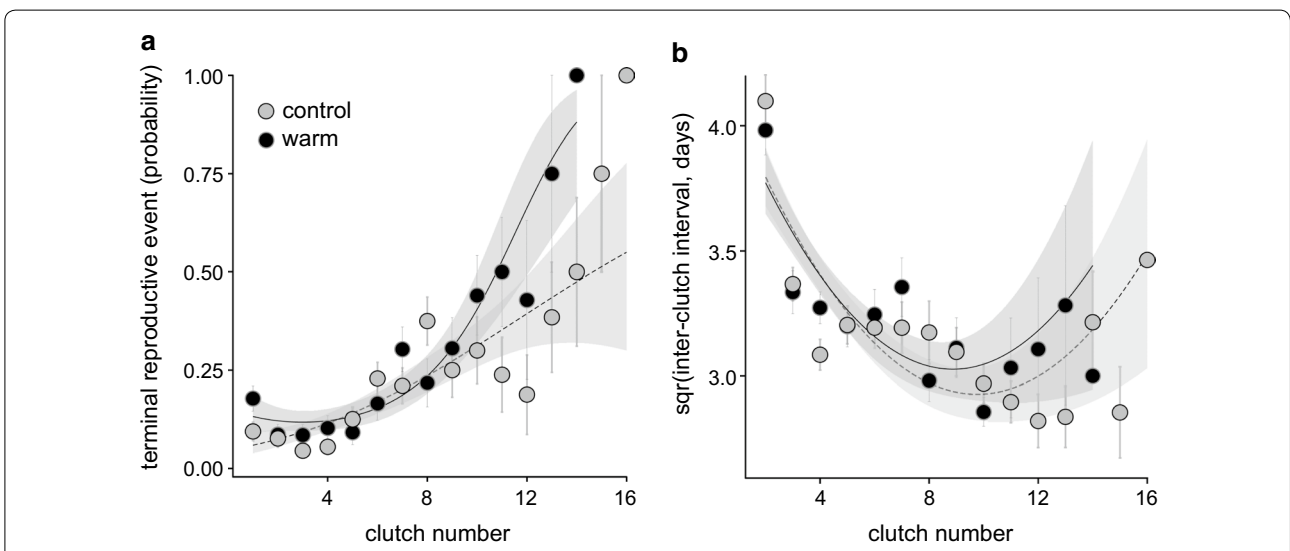 a
terminal reproductive event (probability)
1.00
0.75
0.50
0.25
0.00
control
warm
4
8
12
16
clutch number
b
sqr(inter-clutch interval, days)
4.0
3.5
3.0
4
8
12
16
clutch number